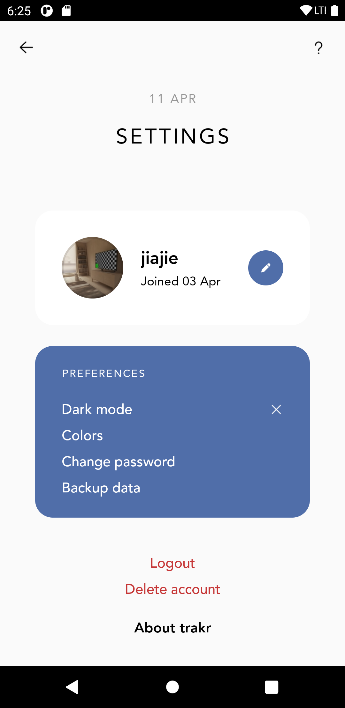 6:25
LTI
?
11 APR
SETTINGS
jiajie
Joined 03 Apr
PREFERENCES
Dark mode
Colors
Change password
Backup data
Logout
Delete account
About trakr